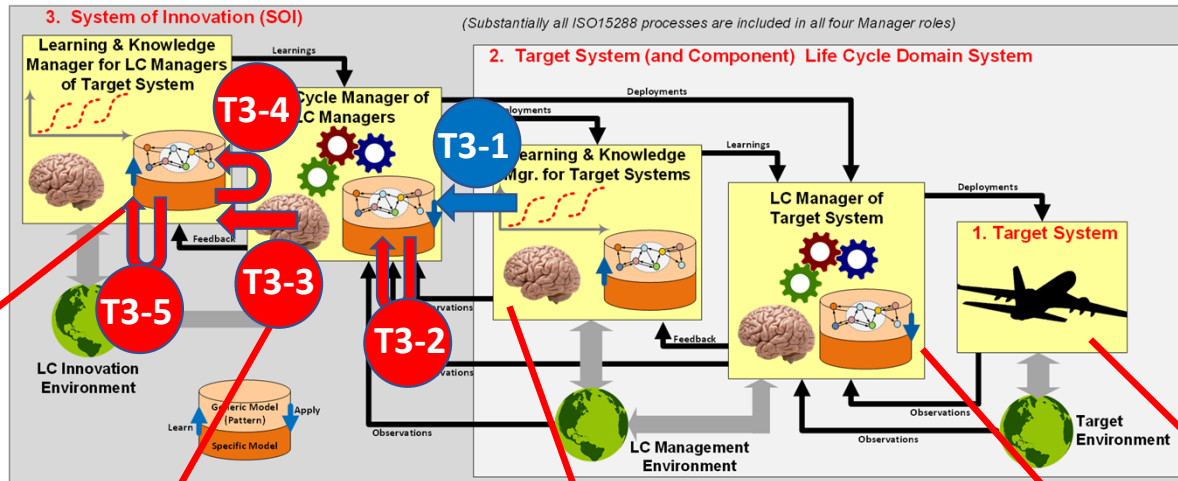 3. System of Innovation (SOI)
(Substantially all ISO15288 processes are included in all four Manager roles)
Learning & Knowledge
Manager for LC Managers
of Target System
Learnings
2. Target System (and Component) Life Cycle Domain System
Cycle Manager of
LC Managers
Deployments
T3-4
T3-1
Learning & Knowledge
Mgr. for Target Systems
Learnings
LC Manager of
Target System
Deployments
1. Target System
Feedback
T3-3
T3-5
T3-2
Feedback
LC Innovation
Environment
Generic Model
(Pattern)
Learn
Apply
Specific Model
Observations
LC Management
Environment
Observations
Observations
Target
Environment